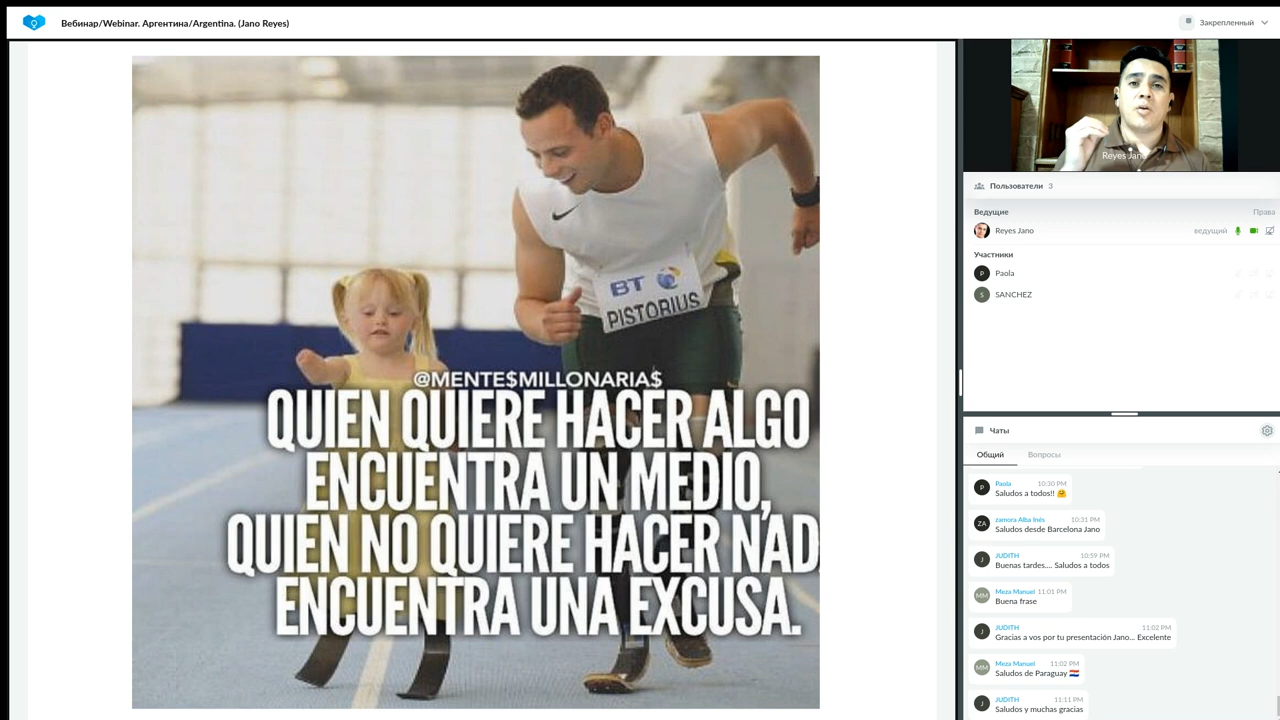 Вебинар/Webinar. Аргентина/Argentina. (Jano Reyes)
Закрепленный
BT
PISTORIUS
@MENTE$MILLONARIA$
QUIEN QUIERE HACER ALGO
ENCUENTRA UN MEDIO,
QUIEN NO QUIERE HACER NAD
ENCUENTRA UNA EXCUSA.
Reyes Jano
Пользователи 3
Ведущие Права
Reyes Jano ведущий
Участники
P Paola
S SANCHEZ
Чаты
Общий Вопросы
P Paola 10:30 PM
Saludos a todos!! 🤗
ZA zamora Alba Inés 10:31 PM
Saludos desde Barcelona Jano
J JUDITH 10:59 PM
Buenas tardes.... Saludos a todos
MM Meza Manuel 11:01 PM
Buena frase
J JUDITH 11:02 PM
Gracias a vos por tu presentación Jano... Excelente
MM Meza Manuel 11:02 PM
Saludos de Paraguay 🇵🇾
J JUDITH 11:11 PM
Saludos y muchas gracias